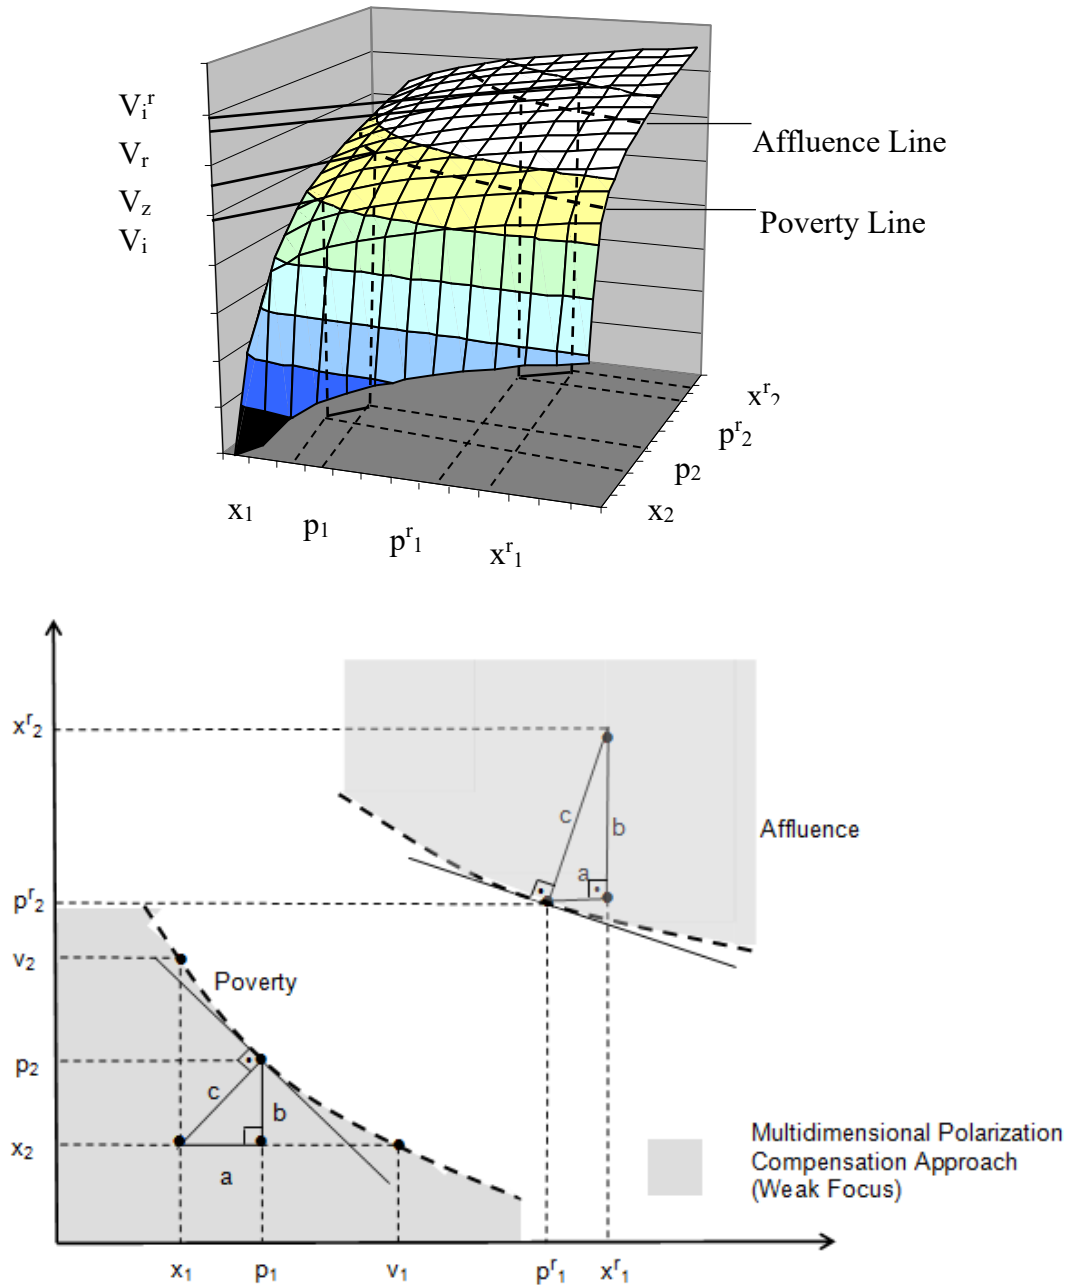 Vᵢʳ
Vᵣ
V_z
Vᵢ
Affluence Line
Poverty Line
x₁
p₁
pʳ₁
xʳ₁
x₂
p₂
pʳ₂
xʳ₂
xʳ₂
pʳ₂
v₂
p₂
x₂
c
b
a
Affluence
Poverty
c
b
a
Multidimensional Polarization
Compensation Approach
(Weak Focus)
x₁
p₁
v₁
pʳ₁
xʳ₁